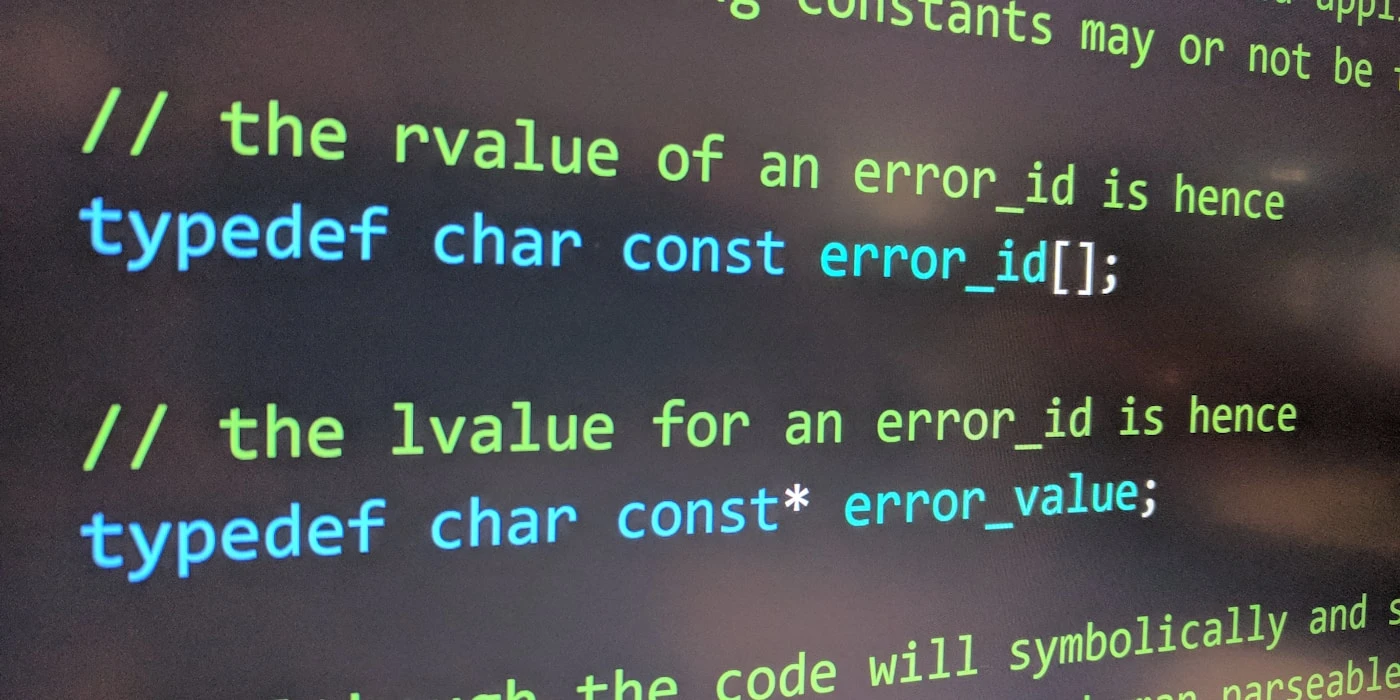 constants may or not be
// the rvalue of an error_id is hence
typedef char const error_id[];
// the lvalue for an error_id is hence
typedef char const* error_value;
the code will symbolically and
parseable